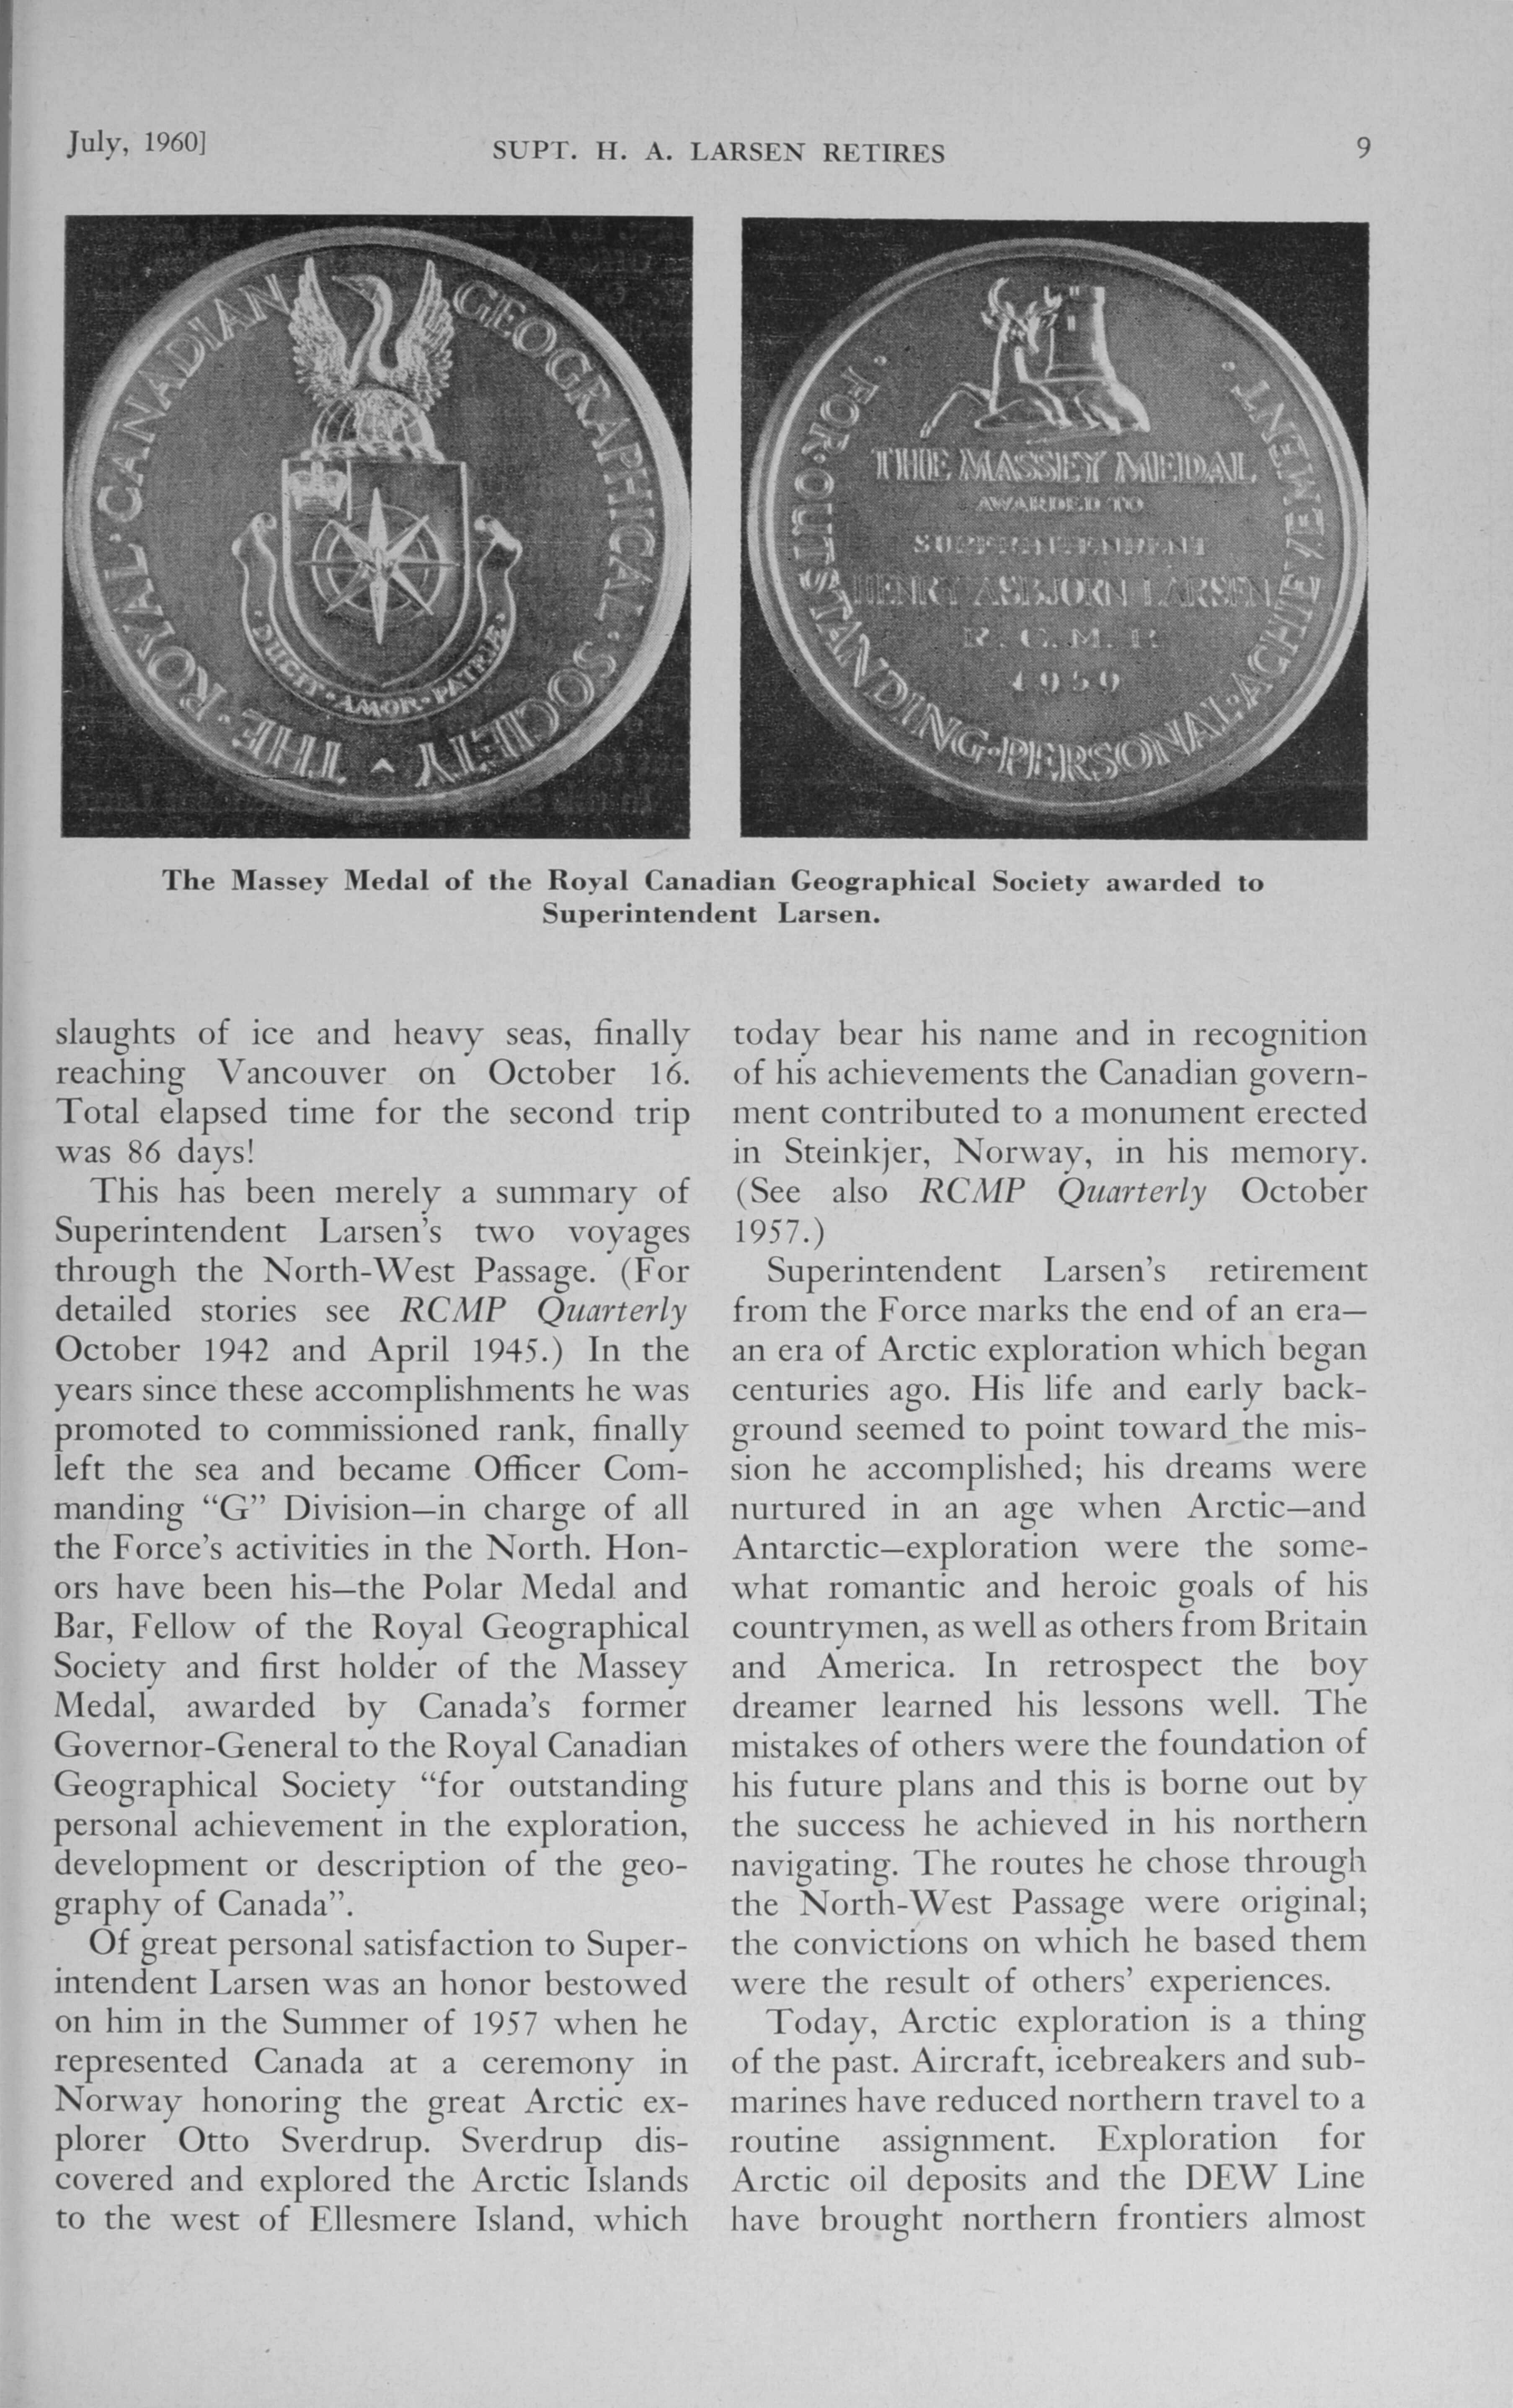 July, 1960]
SUPT. H. A. LARSEN RETIRES
9
THE · ROYAL · CANADIAN GEOGRAPHICAL · SOCIETY
DUCIT · AMOR · PATRIÆ
· FOR · OUTSTANDING · PERSONAL · ACHIEVEMENT ·
THE MASSEY MEDAL
AWARDED TO
SUPERINTENDENT
HENRY ASBJORN LARSEN
R. C. M. P.
1959
The Massey Medal of the Royal Canadian Geographical Society awarded to
Superintendent Larsen.
slaughts of ice and heavy seas, finally
reaching Vancouver on October 16.
Total elapsed time for the second trip
was 86 days!
This has been merely a summary of
Superintendent Larsen's two voyages
through the North-West Passage. (For
detailed stories see RCMP Quarterly
October 1942 and April 1945.) In the
years since these accomplishments he was
promoted to commissioned rank, finally
left the sea and became Officer Com-
manding “G” Division—in charge of all
the Force's activities in the North. Hon-
ors have been his—the Polar Medal and
Bar, Fellow of the Royal Geographical
Society and first holder of the Massey
Medal, awarded by Canada's former
Governor-General to the Royal Canadian
Geographical Society “for outstanding
personal achievement in the exploration,
development or description of the geo-
graphy of Canada”.
Of great personal satisfaction to Super-
intendent Larsen was an honor bestowed
on him in the Summer of 1957 when he
represented Canada at a ceremony in
Norway honoring the great Arctic ex-
plorer Otto Sverdrup. Sverdrup dis-
covered and explored the Arctic Islands
to the west of Ellesmere Island, which
today bear his name and in recognition
of his achievements the Canadian govern-
ment contributed to a monument erected
in Steinkjer, Norway, in his memory.
(See also RCMP Quarterly October
1957.)
Superintendent Larsen's retirement
from the Force marks the end of an era—
an era of Arctic exploration which began
centuries ago. His life and early back-
ground seemed to point toward the mis-
sion he accomplished; his dreams were
nurtured in an age when Arctic—and
Antarctic—exploration were the some-
what romantic and heroic goals of his
countrymen, as well as others from Britain
and America. In retrospect the boy
dreamer learned his lessons well. The
mistakes of others were the foundation of
his future plans and this is borne out by
the success he achieved in his northern
navigating. The routes he chose through
the North-West Passage were original;
the convictions on which he based them
were the result of others' experiences.
Today, Arctic exploration is a thing
of the past. Aircraft, icebreakers and sub-
marines have reduced northern travel to a
routine assignment. Exploration for
Arctic oil deposits and the DEW Line
have brought northern frontiers almost